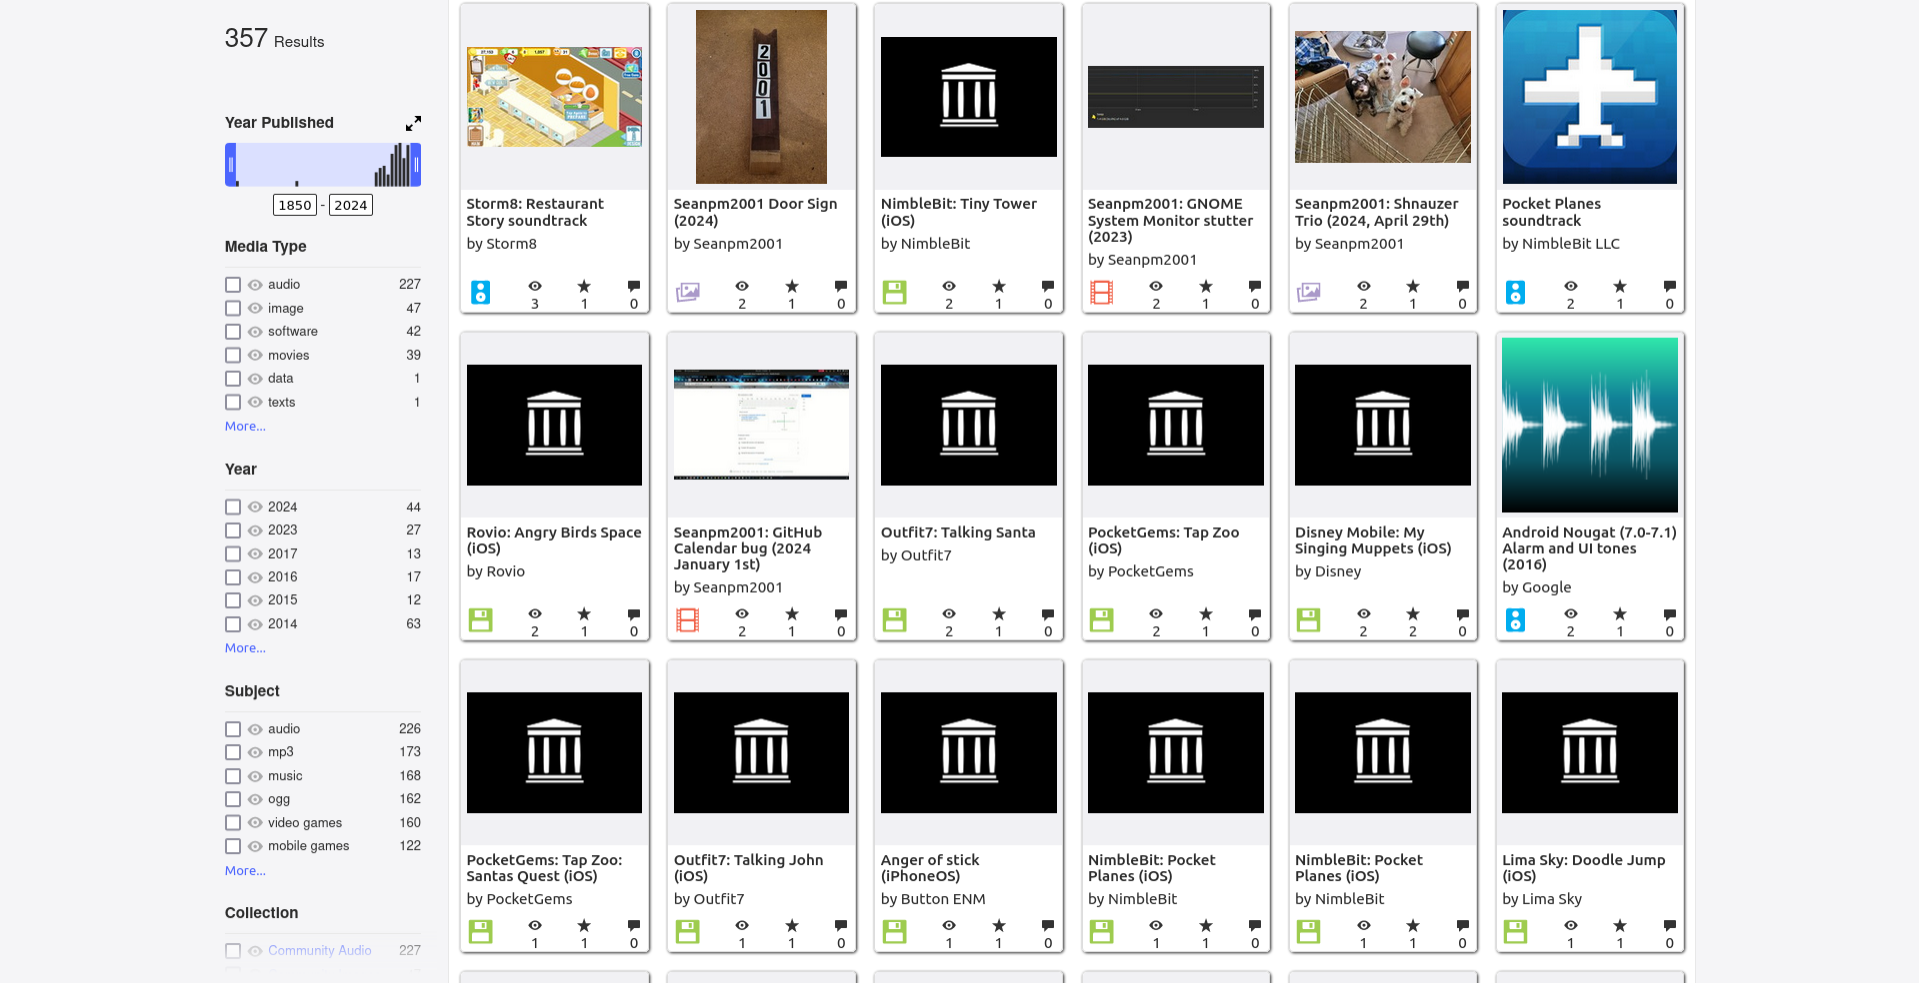 357 Results
Year Published
1850 - 2024
Media Type
audio 227
image 47
software 42
movies 39
data 1
texts 1
More...
Year
2024 44
2023 27
2017 13
2016 17
2015 12
2014 63
More...
Subject
audio 226
mp3 173
music 168
ogg 162
video games 160
mobile games 122
More...
Collection
Community Audio 227
Storm8: Restaurant
Story soundtrack
by Storm8
3 1 0
2001
Seanpm2001 Door Sign
(2024)
by Seanpm2001
2 1 0
NimbleBit: Tiny Tower
(iOS)
by NimbleBit
2 1 0
Seanpm2001: GNOME
System Monitor stutter
(2023)
by Seanpm2001
2 1 0
Seanpm2001: Shnauzer
Trio (2024, April 29th)
by Seanpm2001
2 1 0
Pocket Planes
soundtrack
by NimbleBit LLC
2 1 0
Rovio: Angry Birds Space
(iOS)
by Rovio
2 1 0
Seanpm2001: GitHub
Calendar bug (2024
January 1st)
by Seanpm2001
2 1 0
Outfit7: Talking Santa
by Outfit7
2 1 0
PocketGems: Tap Zoo
(iOS)
by PocketGems
2 1 0
Disney Mobile: My
Singing Muppets (iOS)
by Disney
2 2 0
Android Nougat (7.0-7.1)
Alarm and UI tones
(2016)
by Google
2 1 0
PocketGems: Tap Zoo:
Santas Quest (iOS)
by PocketGems
1 1 0
Outfit7: Talking John
(iOS)
by Outfit7
1 1 0
Anger of stick
(iPhoneOS)
by Button ENM
1 1 0
NimbleBit: Pocket
Planes (iOS)
by NimbleBit
1 1 0
NimbleBit: Pocket
Planes (iOS)
by NimbleBit
1 1 0
Lima Sky: Doodle Jump
(iOS)
by Lima Sky
1 1 0